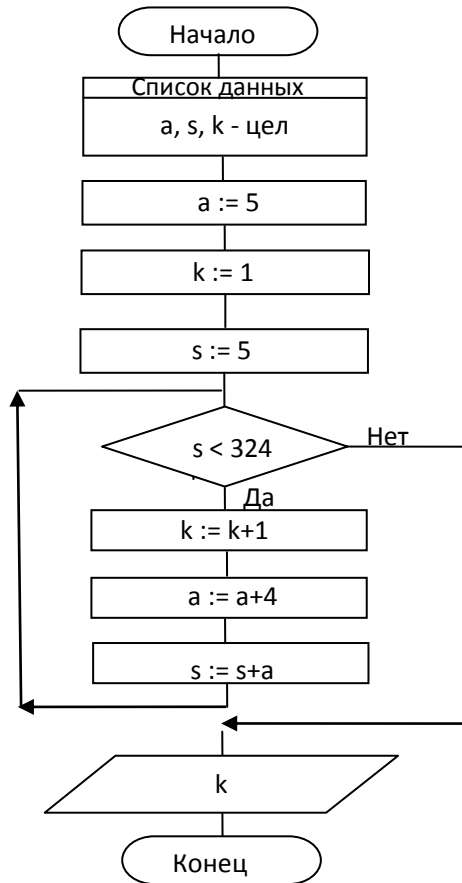 Начало
Список данных
a, s, k - цел
a := 5
k := 1
s := 5
s < 324
Нет
Да
k := k+1
a := a+4
s := s+a
k
Конец